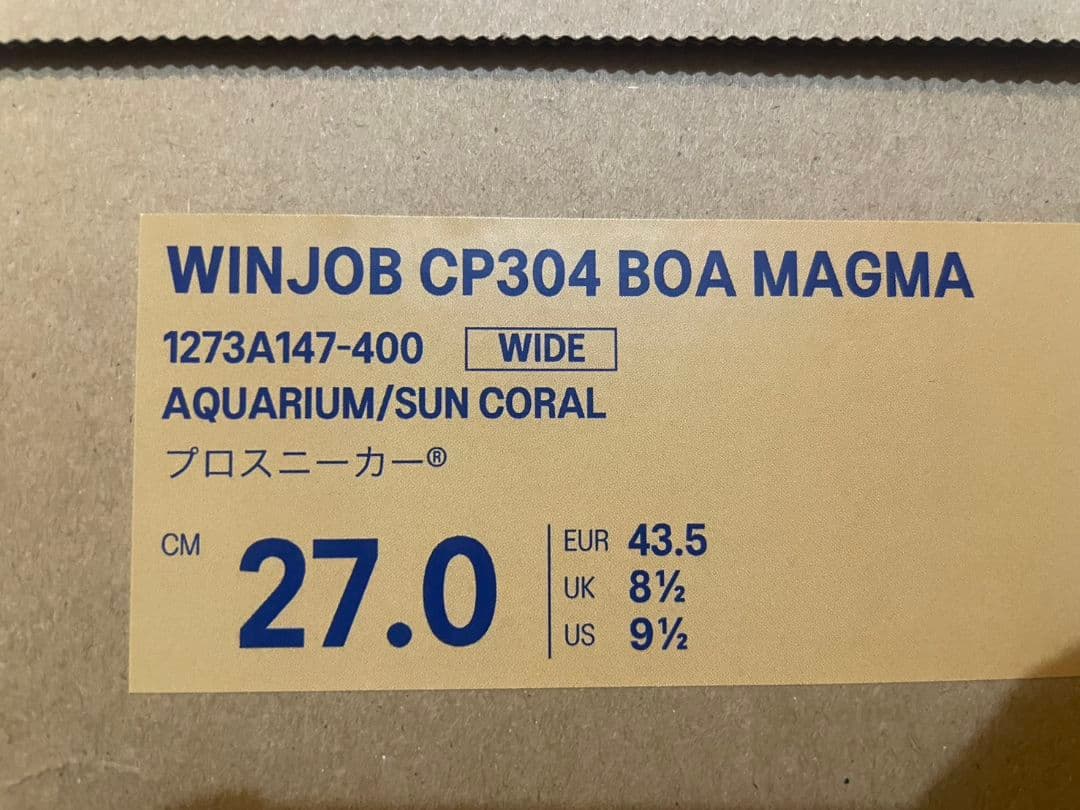 WINJOB CP304 BOA MAGMA
1273A147-400 WIDE
AQUARIUM/SUN CORAL
プロスニーカー®
CM 27.0
EUR 43.5
UK 8½
US 9½